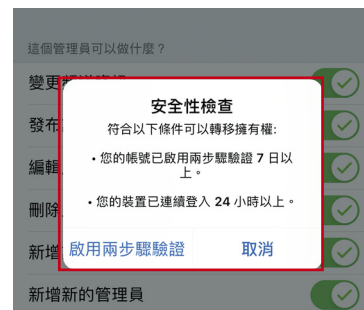 這個管理員可以做什麼？
變更
安全性檢查
發布
符合以下條件可以轉移擁有權:
• 您的帳號已啟用兩步驟驗證 7 日以
上。
編輯
• 您的裝置已連續登入 24 小時以上。
刪除
新增
啟用兩步驟驗證 取消
新增新的管理員